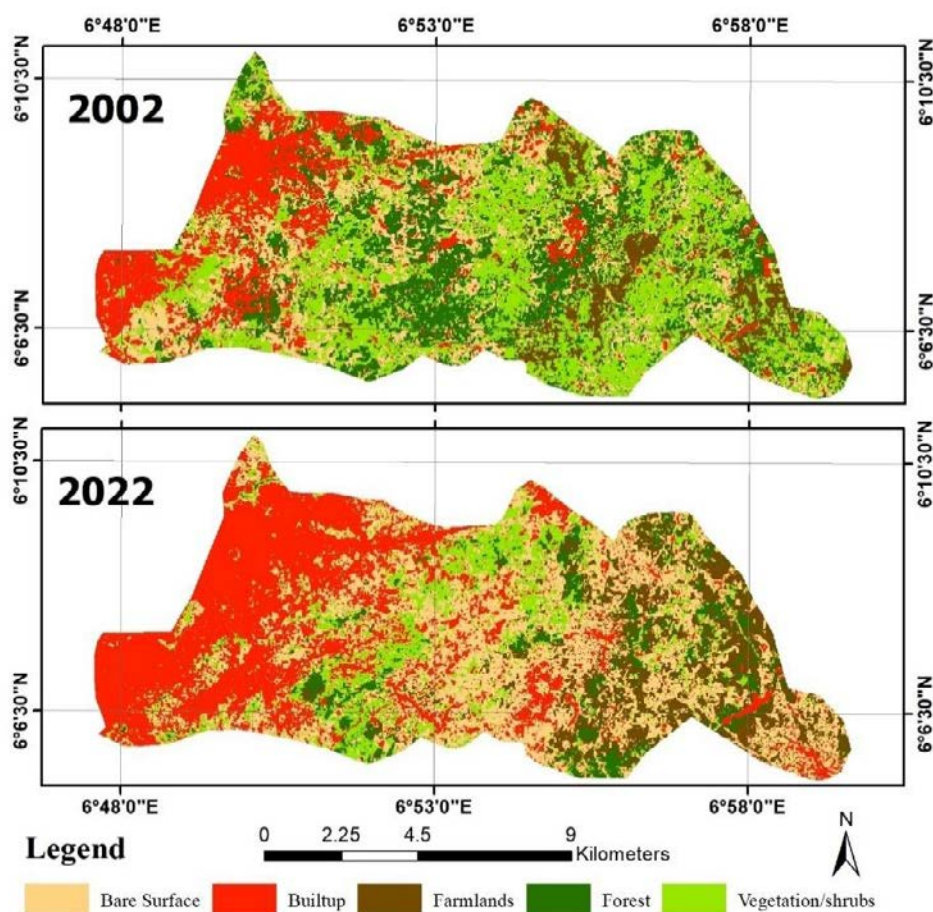 6°48'0"E 6°53'0"E 6°58'0"E
6°10'30"N 6°10'30"N
2002
6°6'30"N 6°6'30"N
6°10'30"N 6°10'30"N
2022
6°6'30"N 6°6'30"N
6°48'0"E 6°53'0"E 6°58'0"E
N
0 2.25 4.5 9
Legend Kilometers
Bare Surface Builtup Farmlands Forest Vegetation/shrubs